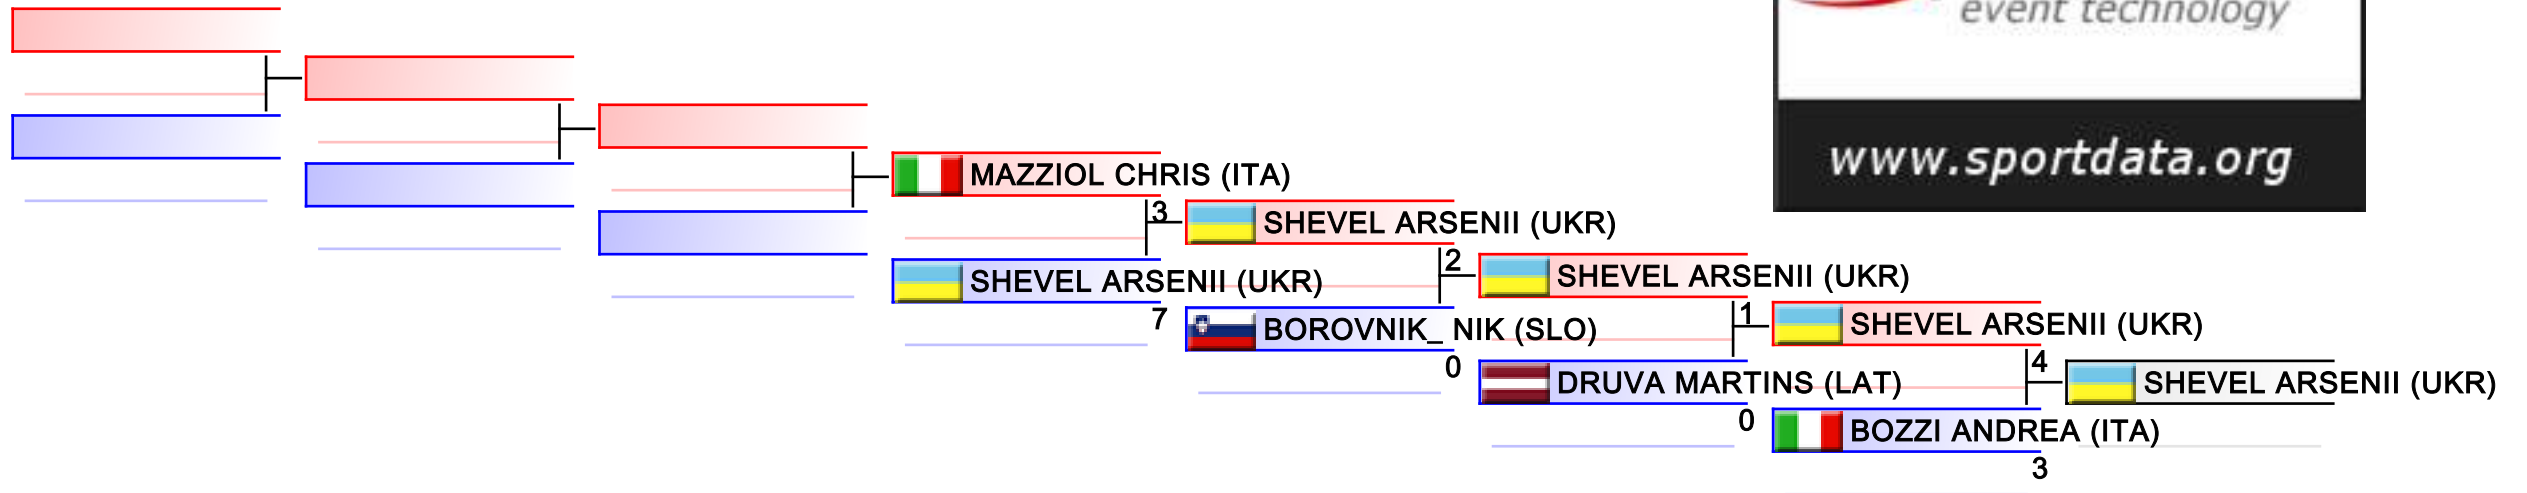 event technology
www.sportdata.org
MAZZIOL CHRIS (ITA)
3
SHEVEL ARSENII (UKR)
7
SHEVEL ARSENII (UKR)
2
BOROVNIK_ NIK (SLO)
0
SHEVEL ARSENII (UKR)
1
DRUVA MARTINS (LAT)
0
SHEVEL ARSENII (UKR)
4
BOZZI ANDREA (ITA)
3
SHEVEL ARSENII (UKR)